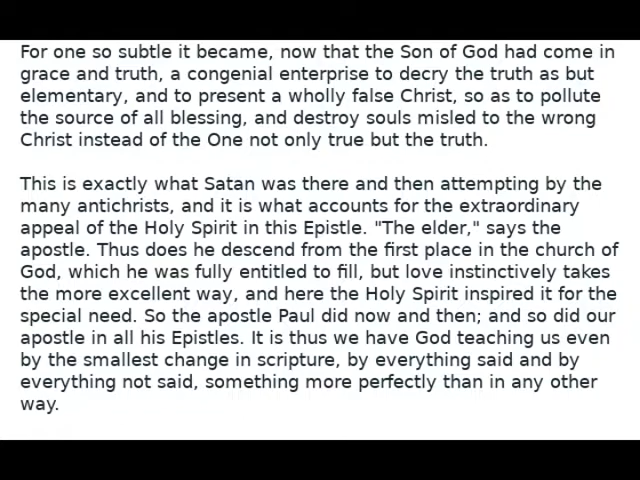 For one so subtle it became, now that the Son of God had come in
grace and truth, a congenial enterprise to decry the truth as but
elementary, and to present a wholly false Christ, so as to pollute
the source of all blessing, and destroy souls misled to the wrong
Christ instead of the One not only true but the truth.

This is exactly what Satan was there and then attempting by the
many antichrists, and it is what accounts for the extraordinary
appeal of the Holy Spirit in this Epistle. "The elder," says the
apostle. Thus does he descend from the first place in the church of
God, which he was fully entitled to fill, but love instinctively takes
the more excellent way, and here the Holy Spirit inspired it for the
special need. So the apostle Paul did now and then; and so did our
apostle in all his Epistles. It is thus we have God teaching us even
by the smallest change in scripture, by everything said and by
everything not said, something more perfectly than in any other
way.